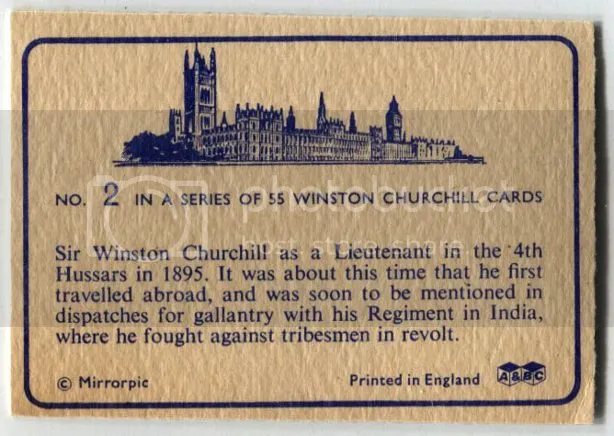 NO. 2 IN A SERIES OF 55 WINSTON CHURCHILL CARDS
Sir Winston Churchill as a Lieutenant in the 4th
Hussars in 1895. It was about this time that he first
travelled abroad, and was soon to be mentioned in
dispatches for gallantry with his Regiment in India,
where he fought against tribesmen in revolt.
© Mirrorpic
Printed in England
A&BC
photobucket